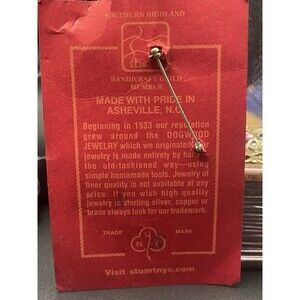 SOUTHERN HIGHLAND
HANDICRAFT GUILD
MEMBER
MADE WITH PRIDE IN
ASHEVILLE, N.C.
Beginning in 1933 our reputation
grew around the DOGWOOD
JEWELRY which we originated.
jewelry is made entirely by hand
the old-fashioned way—using
simple homemade tools. Jewelry of
finer quality is not available at any
price. If you wish high quality
jewelry is sterling silver, copper or
brass always look for our trademark.
TRADE MARK
N
Visit stuartnye.com